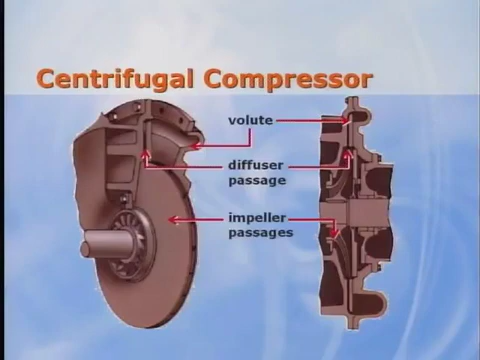 Centrifugal Compressor
volute
diffuser
passage
impeller
passages